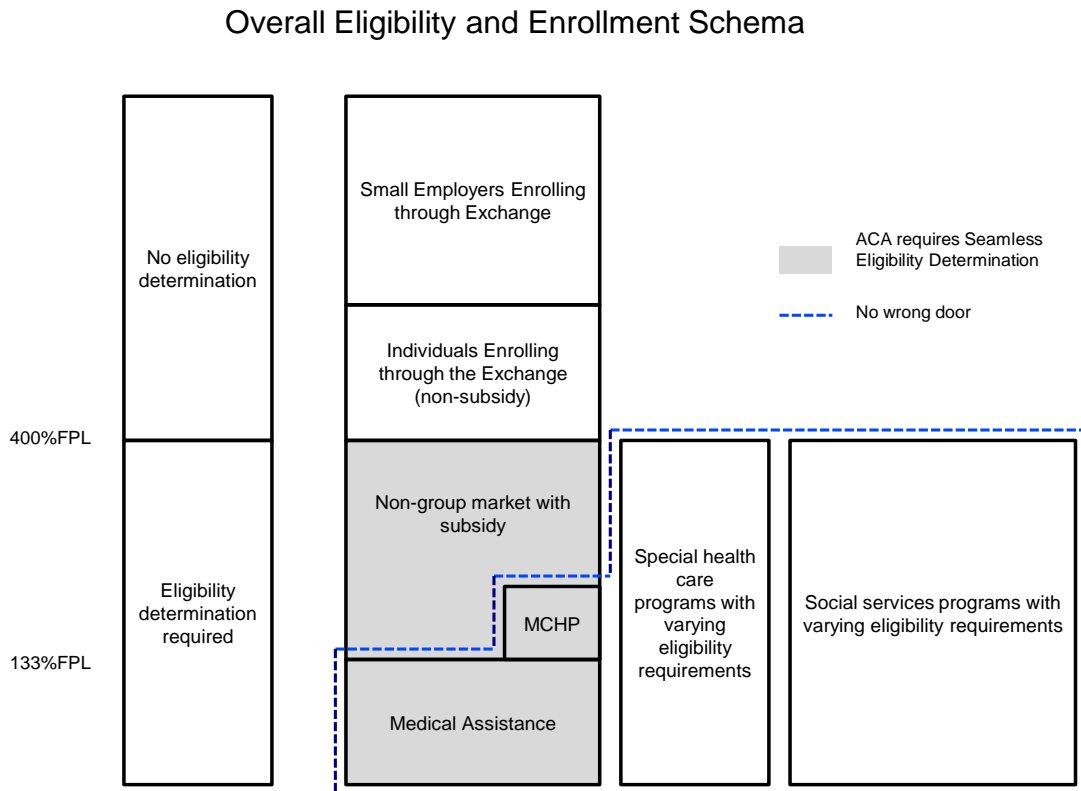 Overall Eligibility and Enrollment Schema
Small Employers Enrolling
through Exchange
No eligibility
determination
ACA requires Seamless
Eligibility Determination
No wrong door
Individuals Enrolling
through the Exchange
(non-subsidy)
400%FPL
Non-group market with
subsidy
Eligibility
determination
required
MCHP
Special health
care
programs with
varying
eligibility
requirements
Social services programs with
varying eligibility requirements
133%FPL
Medical Assistance